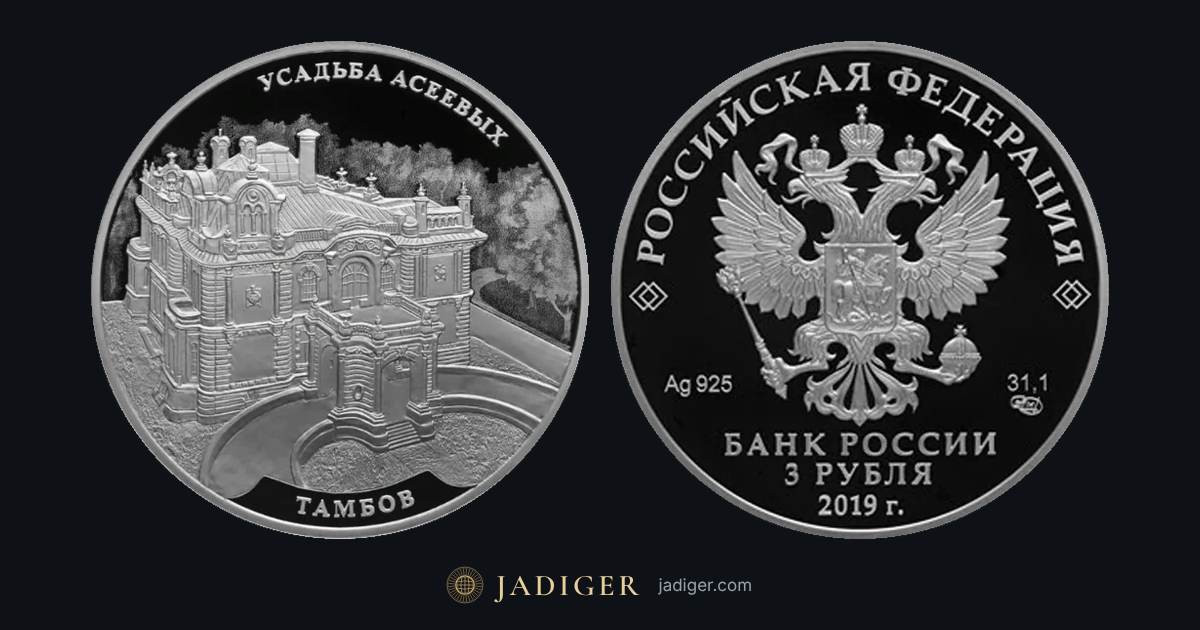 УСАДЬБА АСЕЕВЫХ
ТАМБОВ
РОССИЙСКАЯ ФЕДЕРАЦИЯ
Ag 925
31,1
БАНК РОССИИ
3 РУБЛЯ
2019 г.
JADIGER
jadiger.com